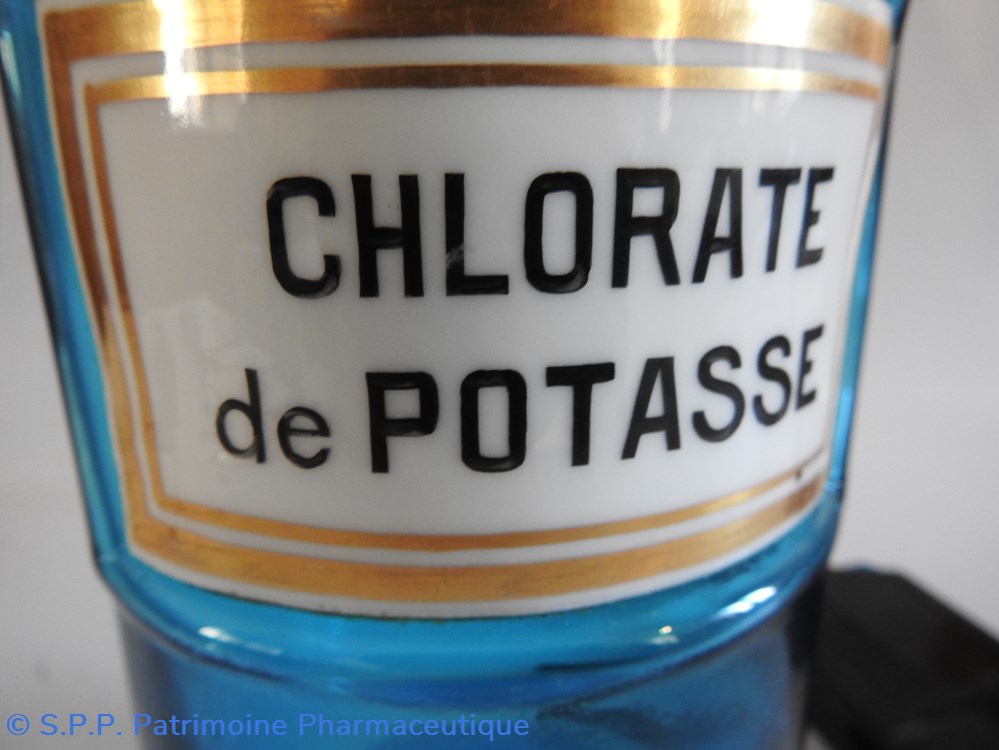 CHLORATE
de POTASSE
© S.P.P. Patrimoine Pharmaceutique